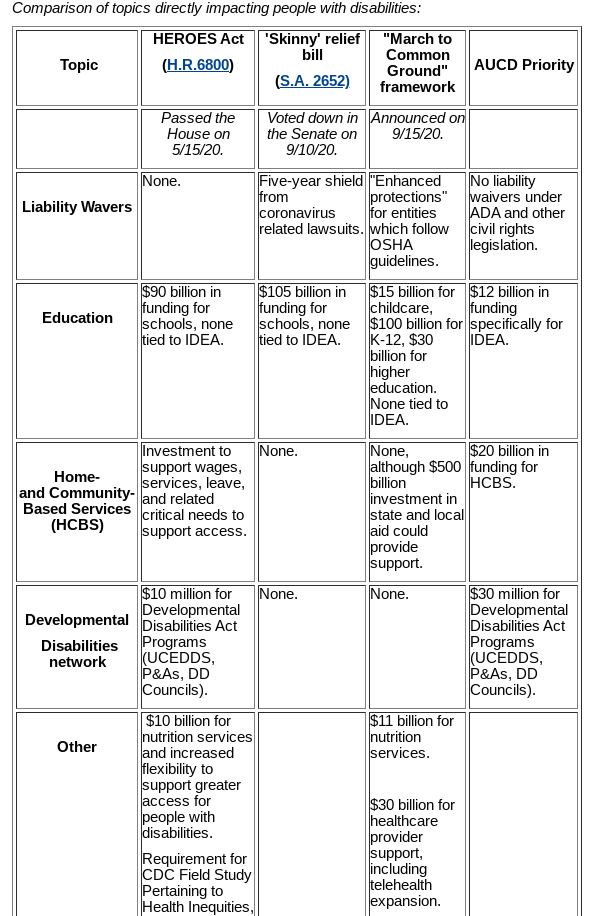 Comparison of topics directly impacting people with disabilities:
Topic
HEROES Act
(H.R.6800)
'Skinny' relief
bill
(S.A. 2652)
"March to
Common
Ground"
framework
AUCD Priority
Passed the
House on
5/15/20.
Voted down in
the Senate on
9/10/20.
Announced on
9/15/20.
Liability Wavers
None.
Five-year shield
from
coronavirus
related lawsuits.
"Enhanced
protections"
for entities
which follow
OSHA
guidelines.
No liability
waivers under
ADA and other
civil rights
legislation.
Education
$90 billion in
funding for
schools, none
tied to IDEA.
$105 billion in
funding for
schools, none
tied to IDEA.
$15 billion for
childcare,
$100 billion for
K-12, $30
billion for
higher
education.
None tied to
IDEA.
$12 billion in
funding
specifically for
IDEA.
Home-
and Community-
Based Services
(HCBS)
Investment to
support wages,
services, leave,
and related
critical needs to
support access.
None.
None,
although $500
billion
investment in
state and local
aid could
provide
support.
$20 billion in
funding for
HCBS.
Developmental
Disabilities
network
$10 million for
Developmental
Disabilities Act
Programs
(UCEDDS,
P&As, DD
Councils).
None.
None.
$30 million for
Developmental
Disabilities Act
Programs
(UCEDDS,
P&As, DD
Councils).
Other
$10 billion for
nutrition services
and increased
flexibility to
support greater
access for
people with
disabilities.
Requirement for
CDC Field Study
Pertaining to
Health Inequities,
$11 billion for
nutrition
services.
$30 billion for
healthcare
provider
support,
including
telehealth
expansion.